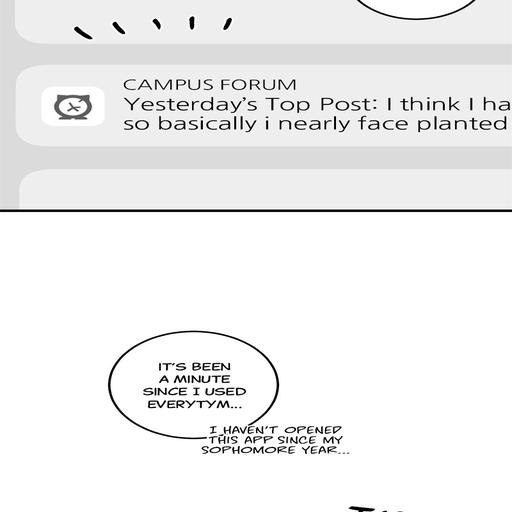 CAMPUS FORUM
Yesterday's Top Post: I think I ha
so basically i nearly face planted
IT'S BEEN
A MINUTE
SINCE I USED
EVERYTYM...
I HAVEN'T OPENED
THIS APP SINCE MY
SOPHOMORE YEAR...